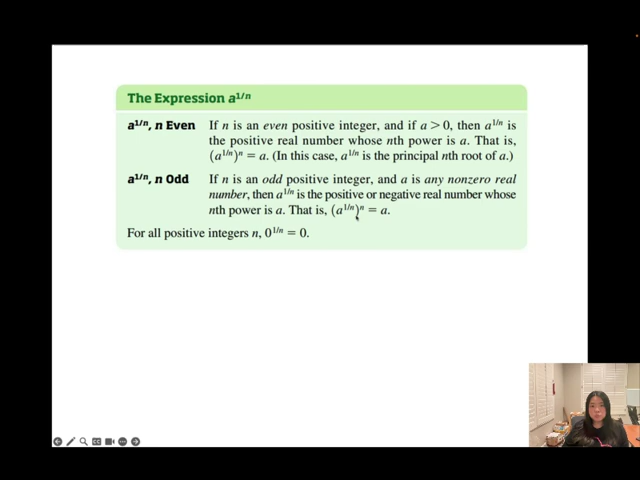 The Expression a^{1/n}
a^{1/n}, n Even If n is an even positive integer, and if a > 0, then a^{1/n} is
the positive real number whose nth power is a. That is,
(a^{1/n})^n = a. (In this case, a^{1/n} is the principal nth root of a.)
a^{1/n}, n Odd If n is an odd positive integer, and a is any nonzero real
number, then a^{1/n} is the positive or negative real number whose
nth power is a. That is, (a^{1/n})^n = a.
For all positive integers n, 0^{1/n} = 0.